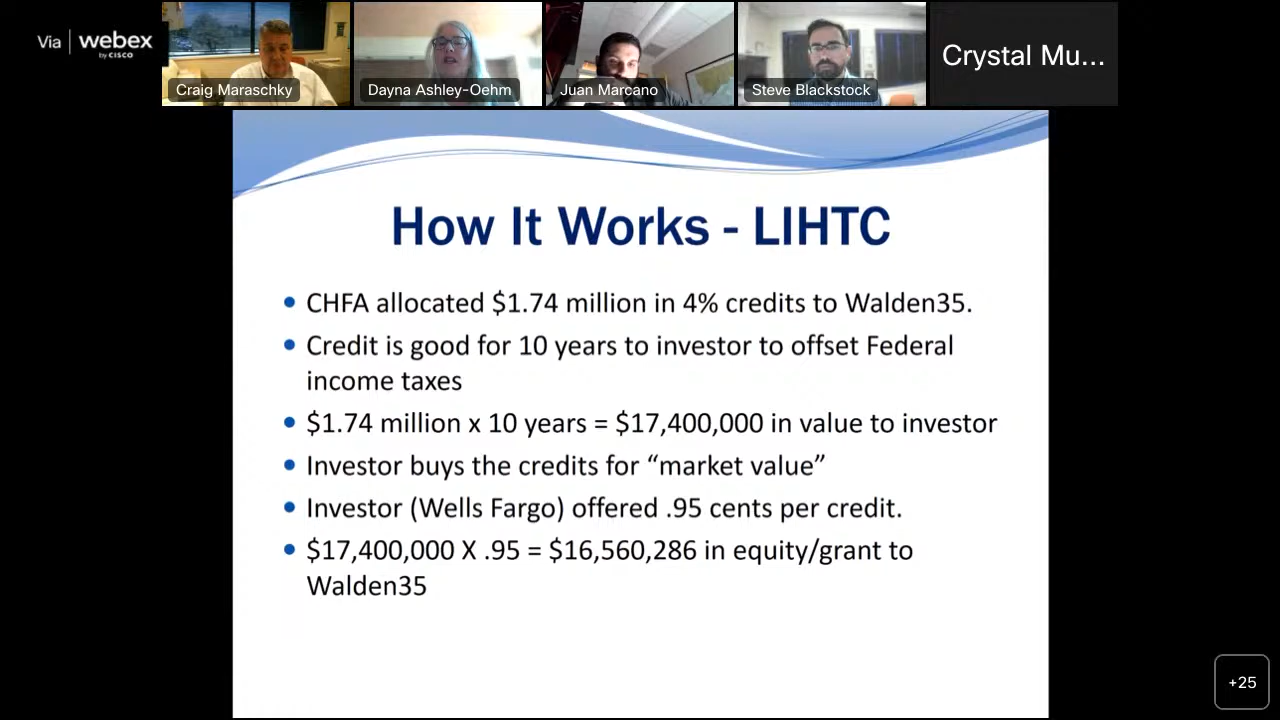 Via | webex
by CISCO
Craig Maraschky
Dayna Ashley-Oehm
Juan Marcano
Steve Blackstock
Crystal Mu...
How It Works - LIHTC
• CHFA allocated $1.74 million in 4% credits to Walden35.
• Credit is good for 10 years to investor to offset Federal
income taxes
• $1.74 million x 10 years = $17,400,000 in value to investor
• Investor buys the credits for “market value”
• Investor (Wells Fargo) offered .95 cents per credit.
• $17,400,000 X .95 = $16,560,286 in equity/grant to
Walden35
+25